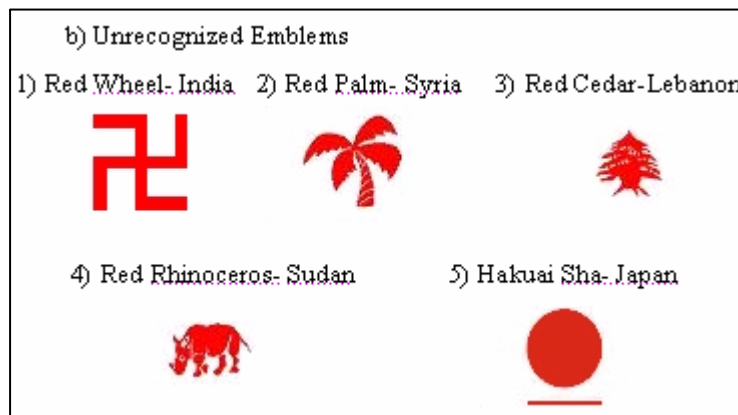 b) Unrecognized Emblems
1) Red Wheel- India 2) Red Palm- Syria 3) Red Cedar-Lebanon
4) Red Rhinoceros- Sudan 5) Hakuai Sha- Japan